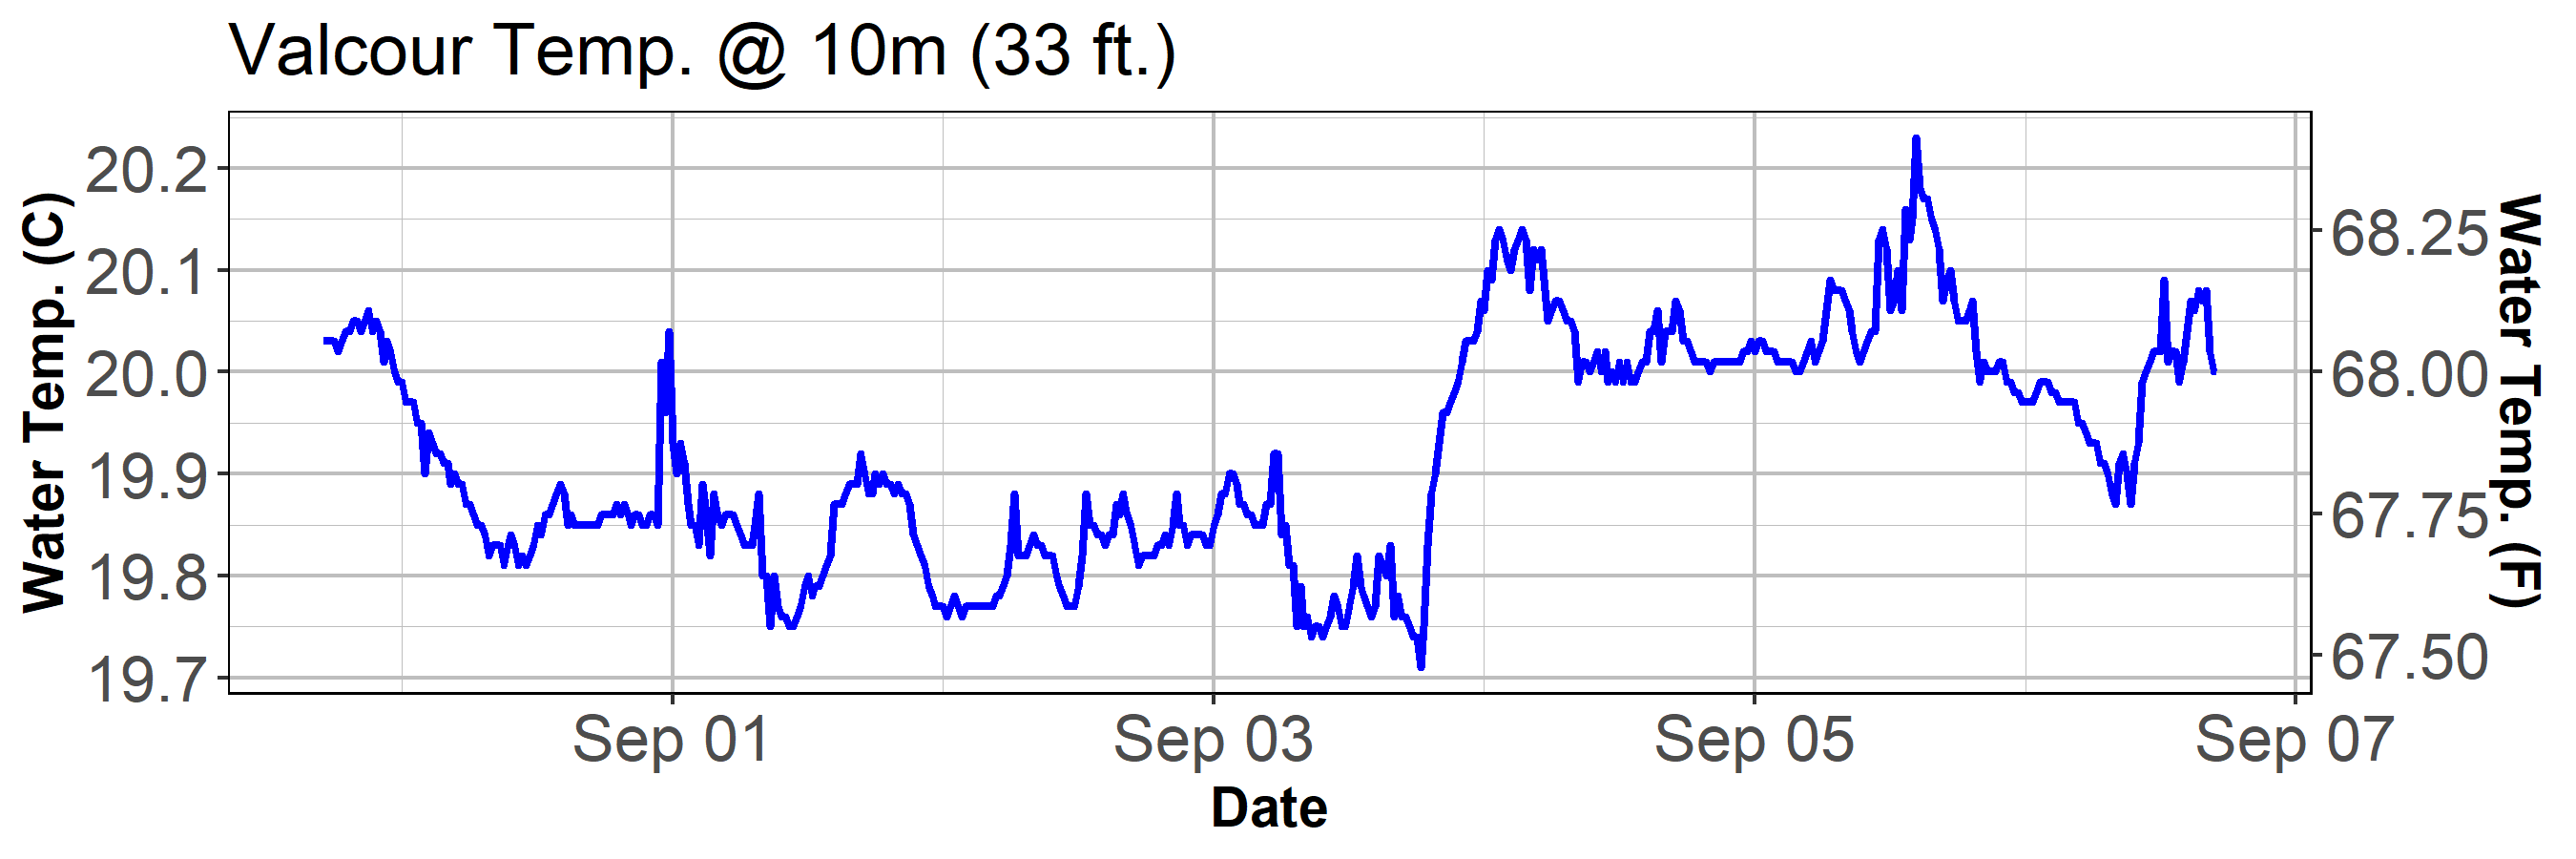 Valcour Temp. @ 10m (33 ft.)
Water Temp. (C)
20.2
20.1
20.0
19.9
19.8
19.7
68.25
68.00
67.75
67.50
Water Temp. (F)
Sep 01
Sep 03
Sep 05
Sep 07
Date